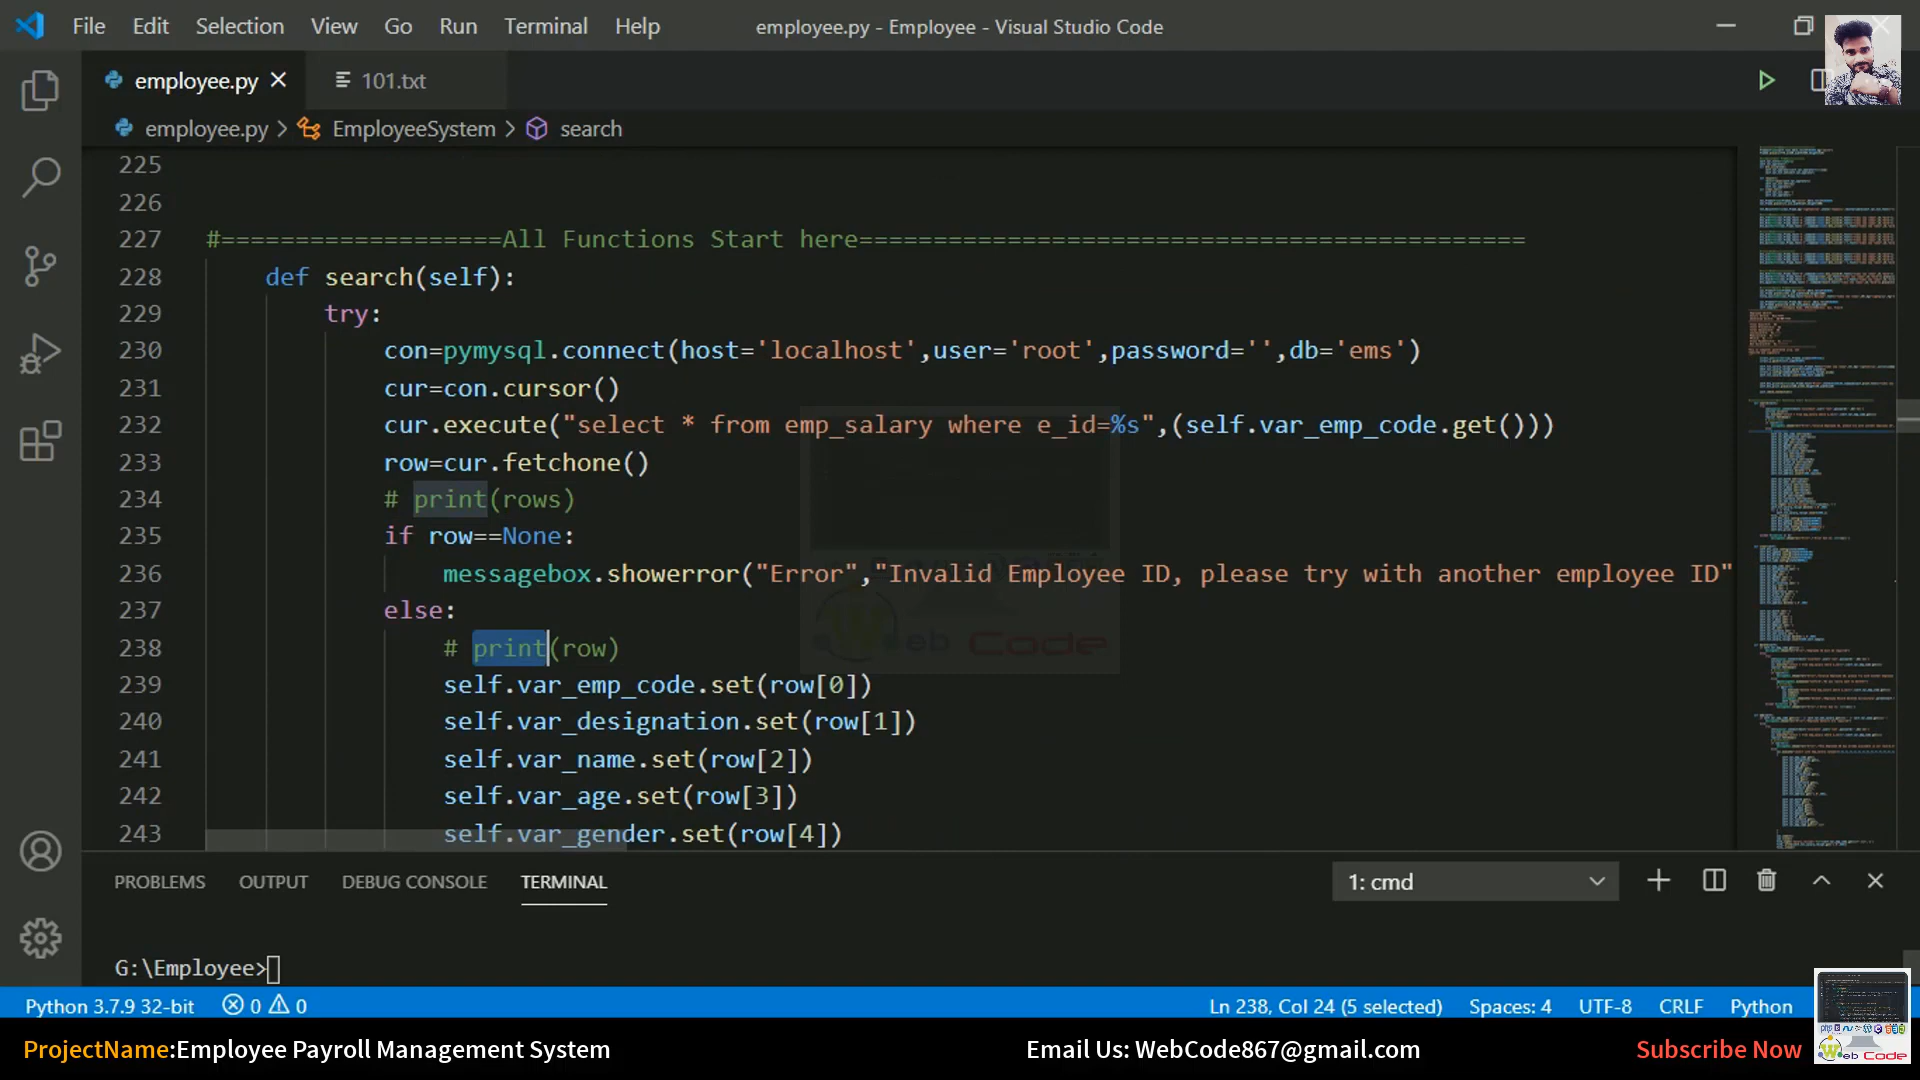 File Edit Selection View Go Run Terminal Help employee.py - Employee - Visual Studio Code
employee.py 101.txt
employee.py > EmployeeSystem > search
225
226
227 #===================All Functions Start here=============================================
228 def search(self):
229 try:
230 con=pymysql.connect(host='localhost',user='root',password='',db='ems')
231 cur=con.cursor()
232 cur.execute("select * from emp_salary where e_id=%s",(self.var_emp_code.get()))
233 row=cur.fetchone()
234 # print(rows)
235 if row==None:
236 messagebox.showerror("Error","Invalid Employee ID, please try with another employee ID"
237 else:
238 # print(row)
239 self.var_emp_code.set(row[0])
240 self.var_designation.set(row[1])
241 self.var_name.set(row[2])
242 self.var_age.set(row[3])
243 self.var_gender.set(row[4])
Web Code
PROBLEMS OUTPUT DEBUG CONSOLE TERMINAL 1: cmd
G:\Employee>
Python 3.7.9 32-bit 0 0 Ln 238, Col 24 (5 selected) Spaces: 4 UTF-8 CRLF Python
ProjectName:Employee Payroll Management System Email Us: WebCode867@gmail.com Subscribe Now
Web Code